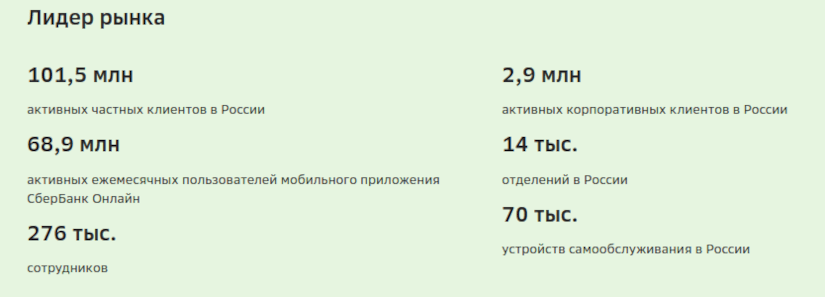 Лидер рынка
101,5 млн
активных частных клиентов в России
68,9 млн
активных ежемесячных пользователей мобильного приложения
СберБанк Онлайн
276 тыс.
сотрудников
2,9 млн
активных корпоративных клиентов в России
14 тыс.
отделений в России
70 тыс.
устройств самообслуживания в России